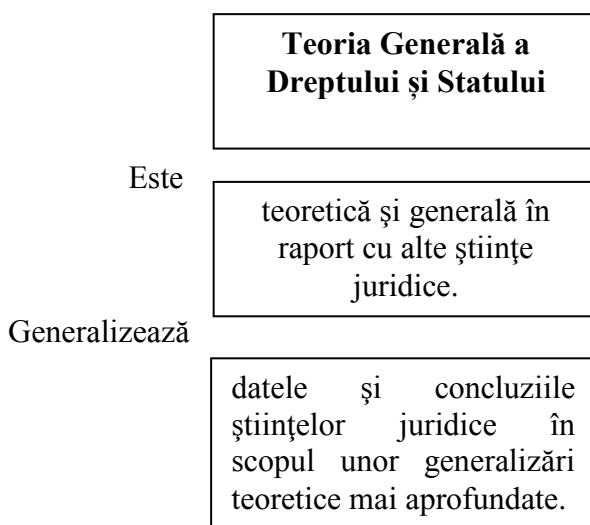 Teoria Generală a
Dreptului și Statului
Este
teoretică şi generală în
raport cu alte ştiinţe
juridice.
Generalizează
datele şi concluziile
ştiinţelor juridice în
scopul unor generalizări
teoretice mai aprofundate.